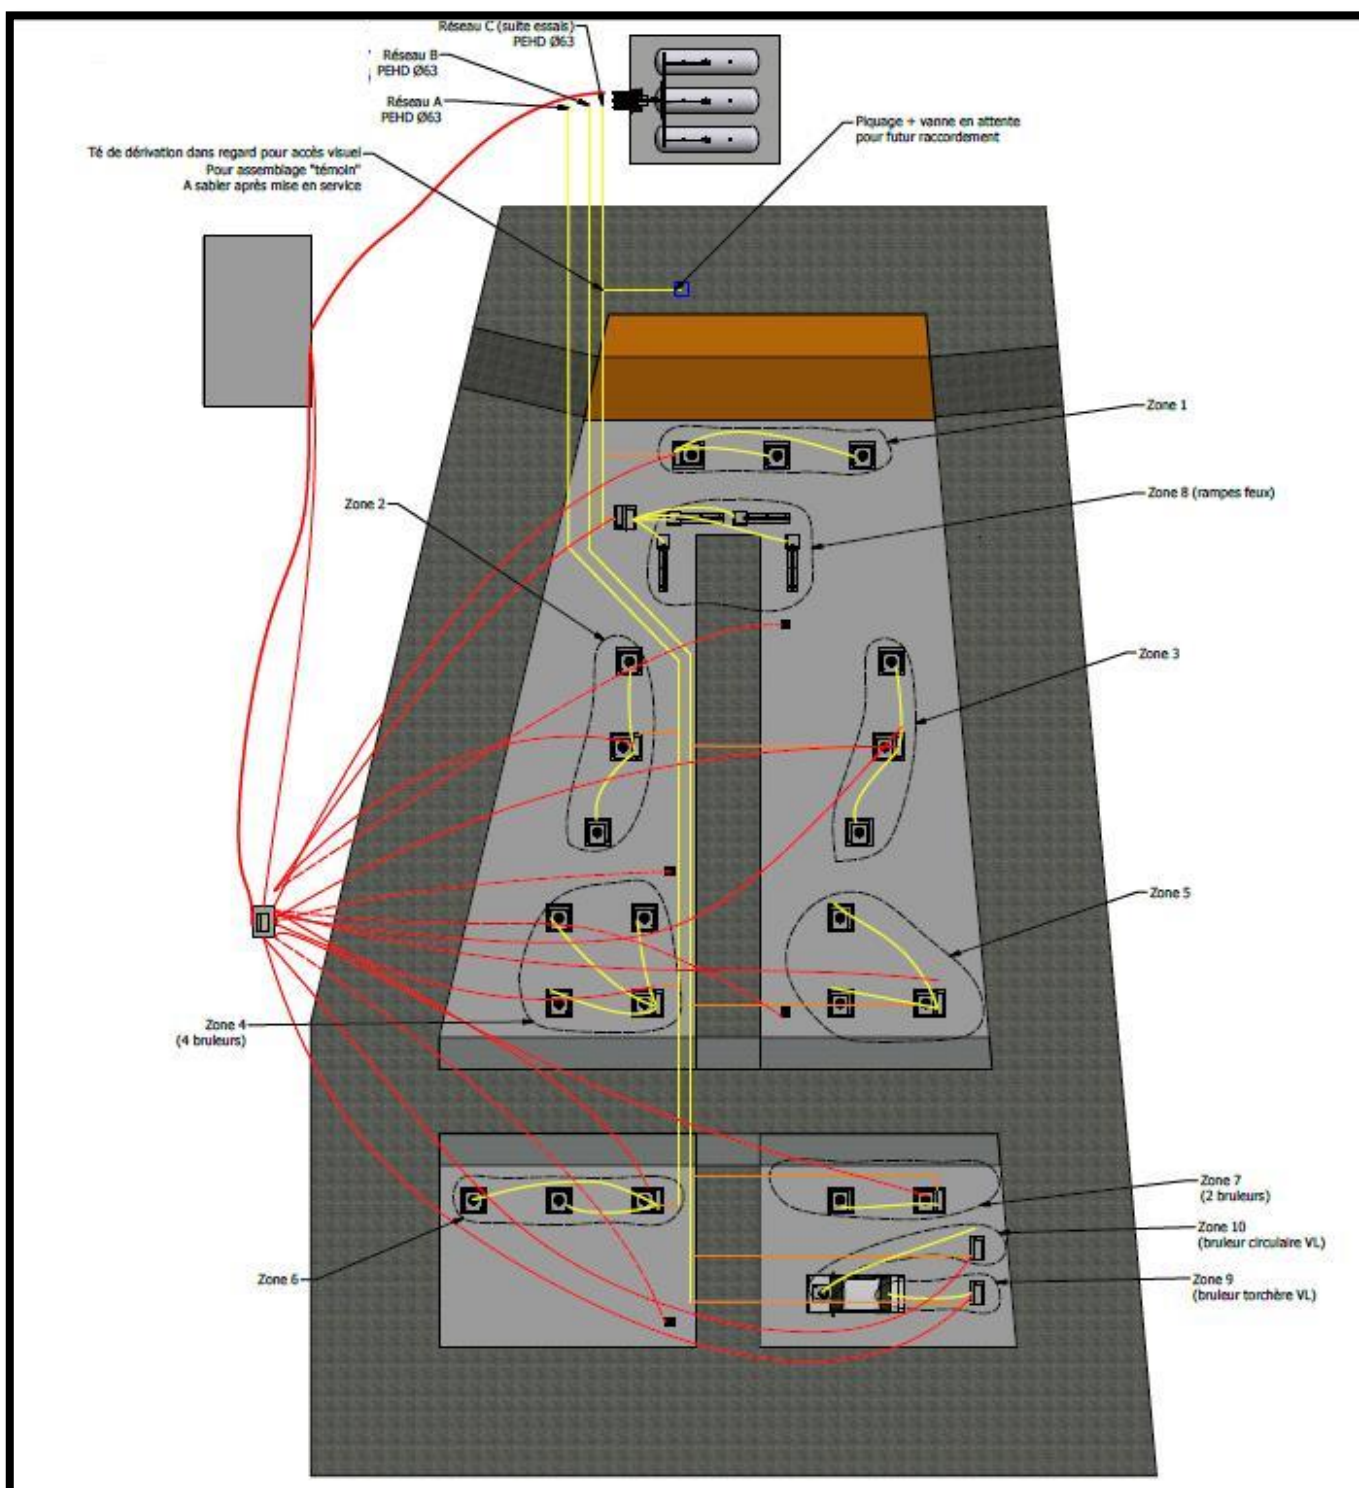 Réseau C (suite essais)
PEHD Ø63
Réseau B
PEHD Ø63
Réseau A
PEHD Ø63
Piquage + vanne en attente
pour futur raccordement
Té de dérivation dans regard pour accès visuel
Pour assemblage "témoin"
A sabler après mise en service
Zone 1
Zone 8 (rampes feux)
Zone 2
Zone 3
Zone 5
Zone 4
(4 bruleurs)
Zone 7
(2 bruleurs)
Zone 10
(bruleur circulaire VL)
Zone 6
Zone 9
(bruleur torchère VL)